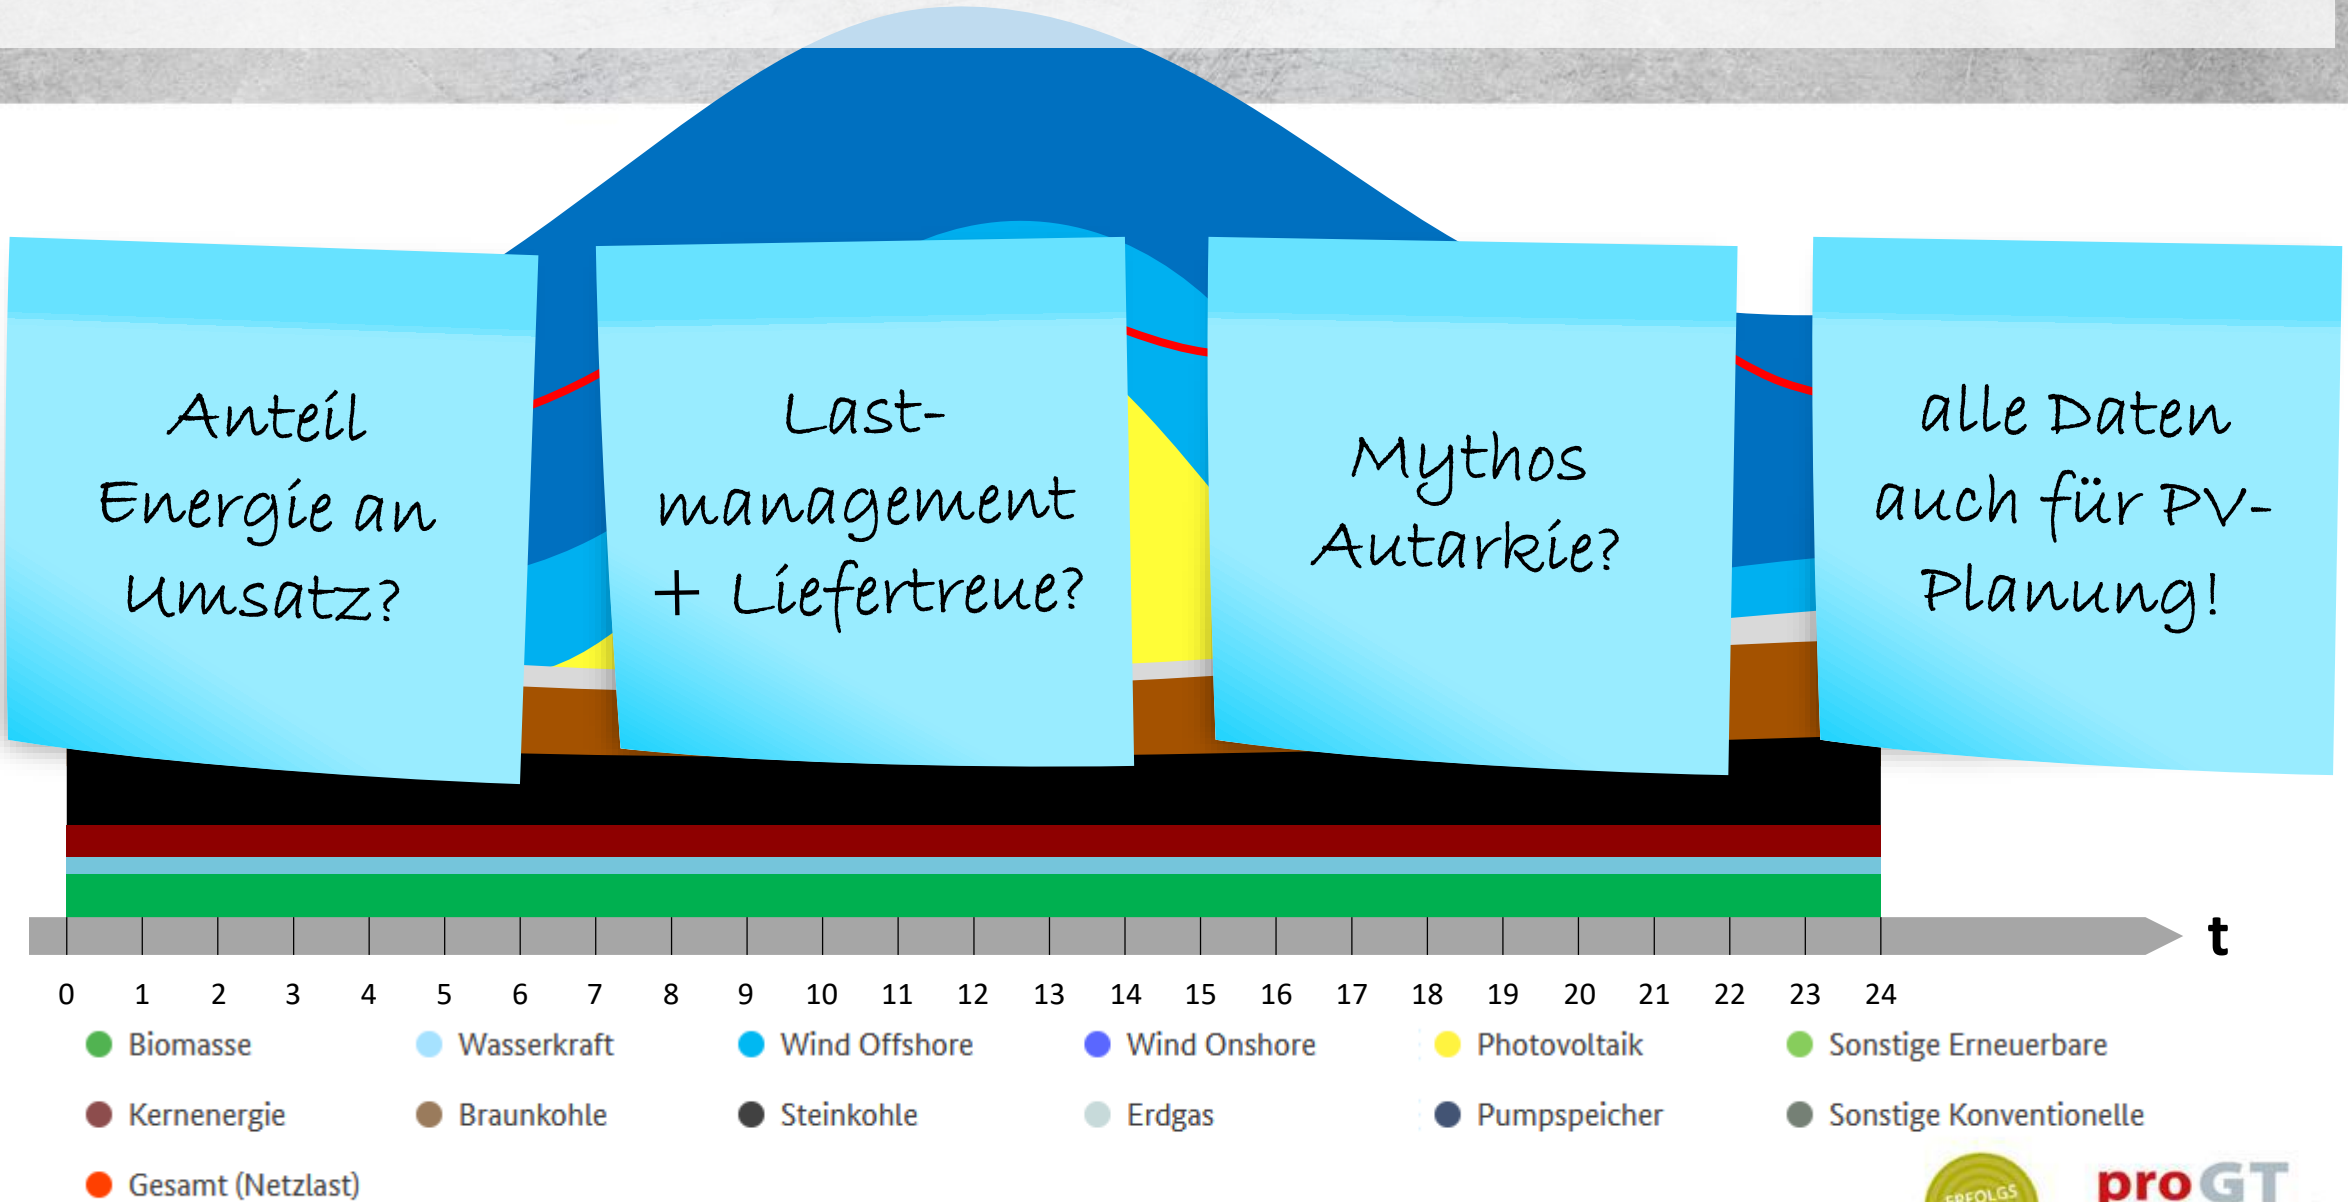 Anteil
Energie an
Umsatz?
Last-
management
+ Liefertreue?
Mythos
Autarkie?
alle Daten
auch für PV-
Planung!
t
0 1 2 3 4 5 6 7 8 9 10 11 12 13 14 15 16 17 18 19 20 21 22 23 24
Biomasse Wasserkraft Wind Offshore Wind Onshore Photovoltaik Sonstige Erneuerbare
Kernenergie Braunkohle Steinkohle Erdgas Pumpspeicher Sonstige Konventionelle
Gesamt (Netzlast)
ERFOLGS
proGT